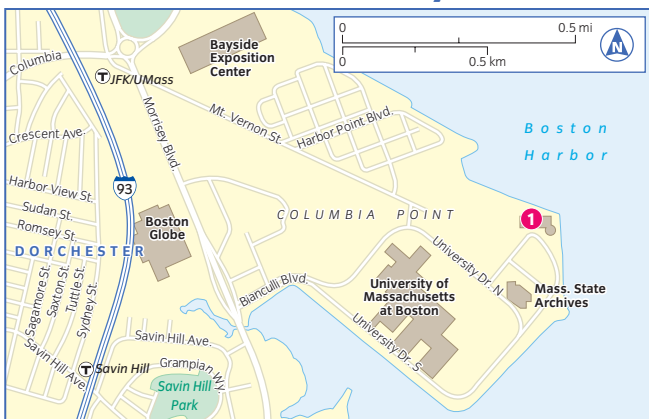 0
0.5 mi
0
0.5 km
N
Columbia
T
JFK/UMass
Bayside
Exposition
Center
Morrisey Blvd.
Mt. Vernon St.
Harbor Point Blvd.
Boston
Harbor
Crescent Ave.
Harbor View St.
93
Sudan St.
Romsey St.
DORCHESTER
Boston
Globe
COLUMBIA POINT
1
Sagamore St.
Saxton St.
Tuttle St.
Sydney St.
Bianculli Blvd.
University Dr. N
University of
Massachusetts
at Boston
Mass. State
Archives
University Dr. S
Savin Hill Ave.
Savin Hill Ave.
T
Savin Hill
Grampian Wy.
Savin Hill
Park